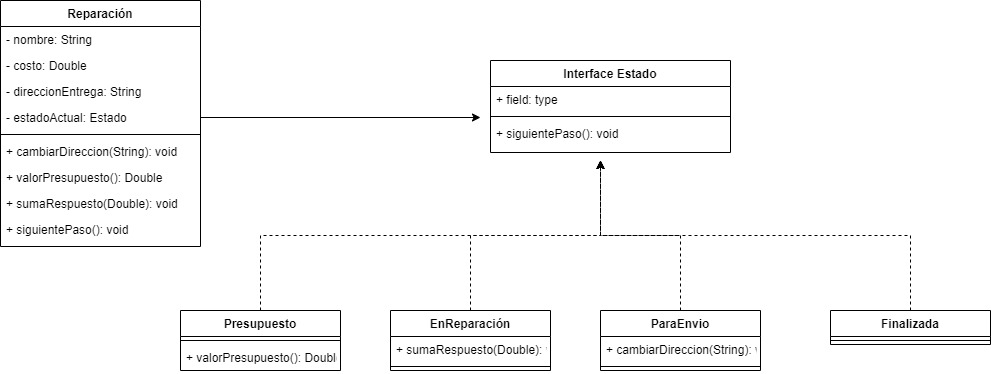 Reparación
- nombre: String
- costo: Double
- direccionEntrega: String
- estadoActual: Estado
+ cambiarDireccion(String): void
+ valorPresupuesto(): Double
+ sumaRespuesto(Double): void
+ siguientePaso(): void
Interface Estado
+ field: type
+ siguientePaso(): void
Presupuesto
+ valorPresupuesto(): Doubl
EnReparación
+ sumaRespuesto(Double):
ParaEnvio
+ cambiarDireccion(String):
Finalizada